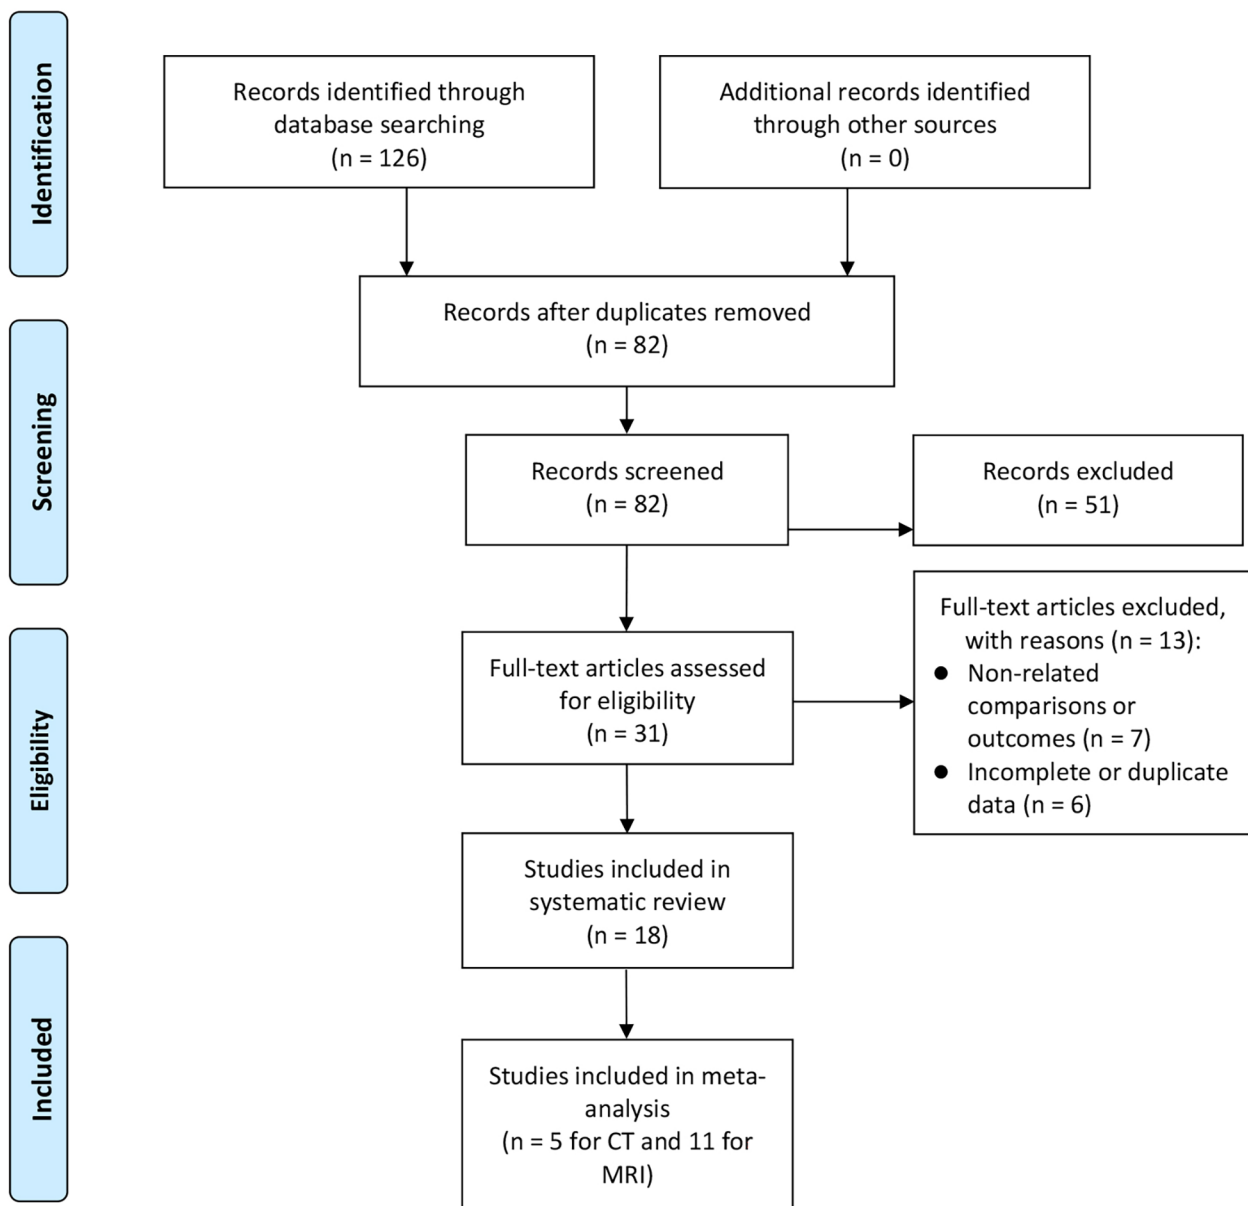 Identification
Records identified through
database searching
(n = 126)
Additional records identified
through other sources
(n = 0)
Records after duplicates removed
(n = 82)
Screening
Records screened
(n = 82)
Records excluded
(n = 51)
Eligibility
Full-text articles assessed
for eligibility
(n = 31)
Full-text articles excluded,
with reasons (n = 13):
● Non-related
comparisons or
outcomes (n = 7)
● Incomplete or duplicate
data (n = 6)
Studies included in
systematic review
(n = 18)
Included
Studies included in meta-
analysis
(n = 5 for CT and 11 for
MRI)